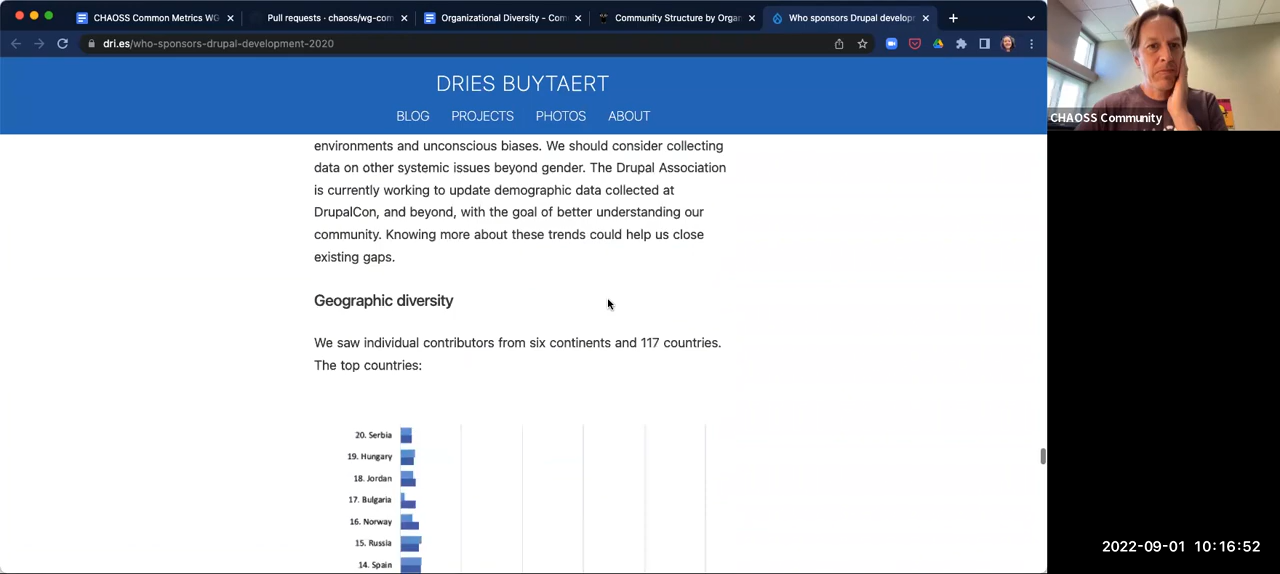 CHAOSS Common Metrics WG
Pull requests · chaoss/wg-com
Organizational Diversity - Com
Community Structure by Organ
Who sponsors Drupal develop
dri.es/who-sponsors-drupal-development-2020
DRIES BUYTAERT
BLOG PROJECTS PHOTOS ABOUT
environments and unconscious biases. We should consider collecting
data on other systemic issues beyond gender. The Drupal Association
is currently working to update demographic data collected at
DrupalCon, and beyond, with the goal of better understanding our
community. Knowing more about these trends could help us close
existing gaps.
Geographic diversity
We saw individual contributors from six continents and 117 countries.
The top countries:
20. Serbia
19. Hungary
18. Jordan
17. Bulgaria
16. Norway
15. Russia
14. Spain
CHAOSS Community
2022-09-01 10:16:52